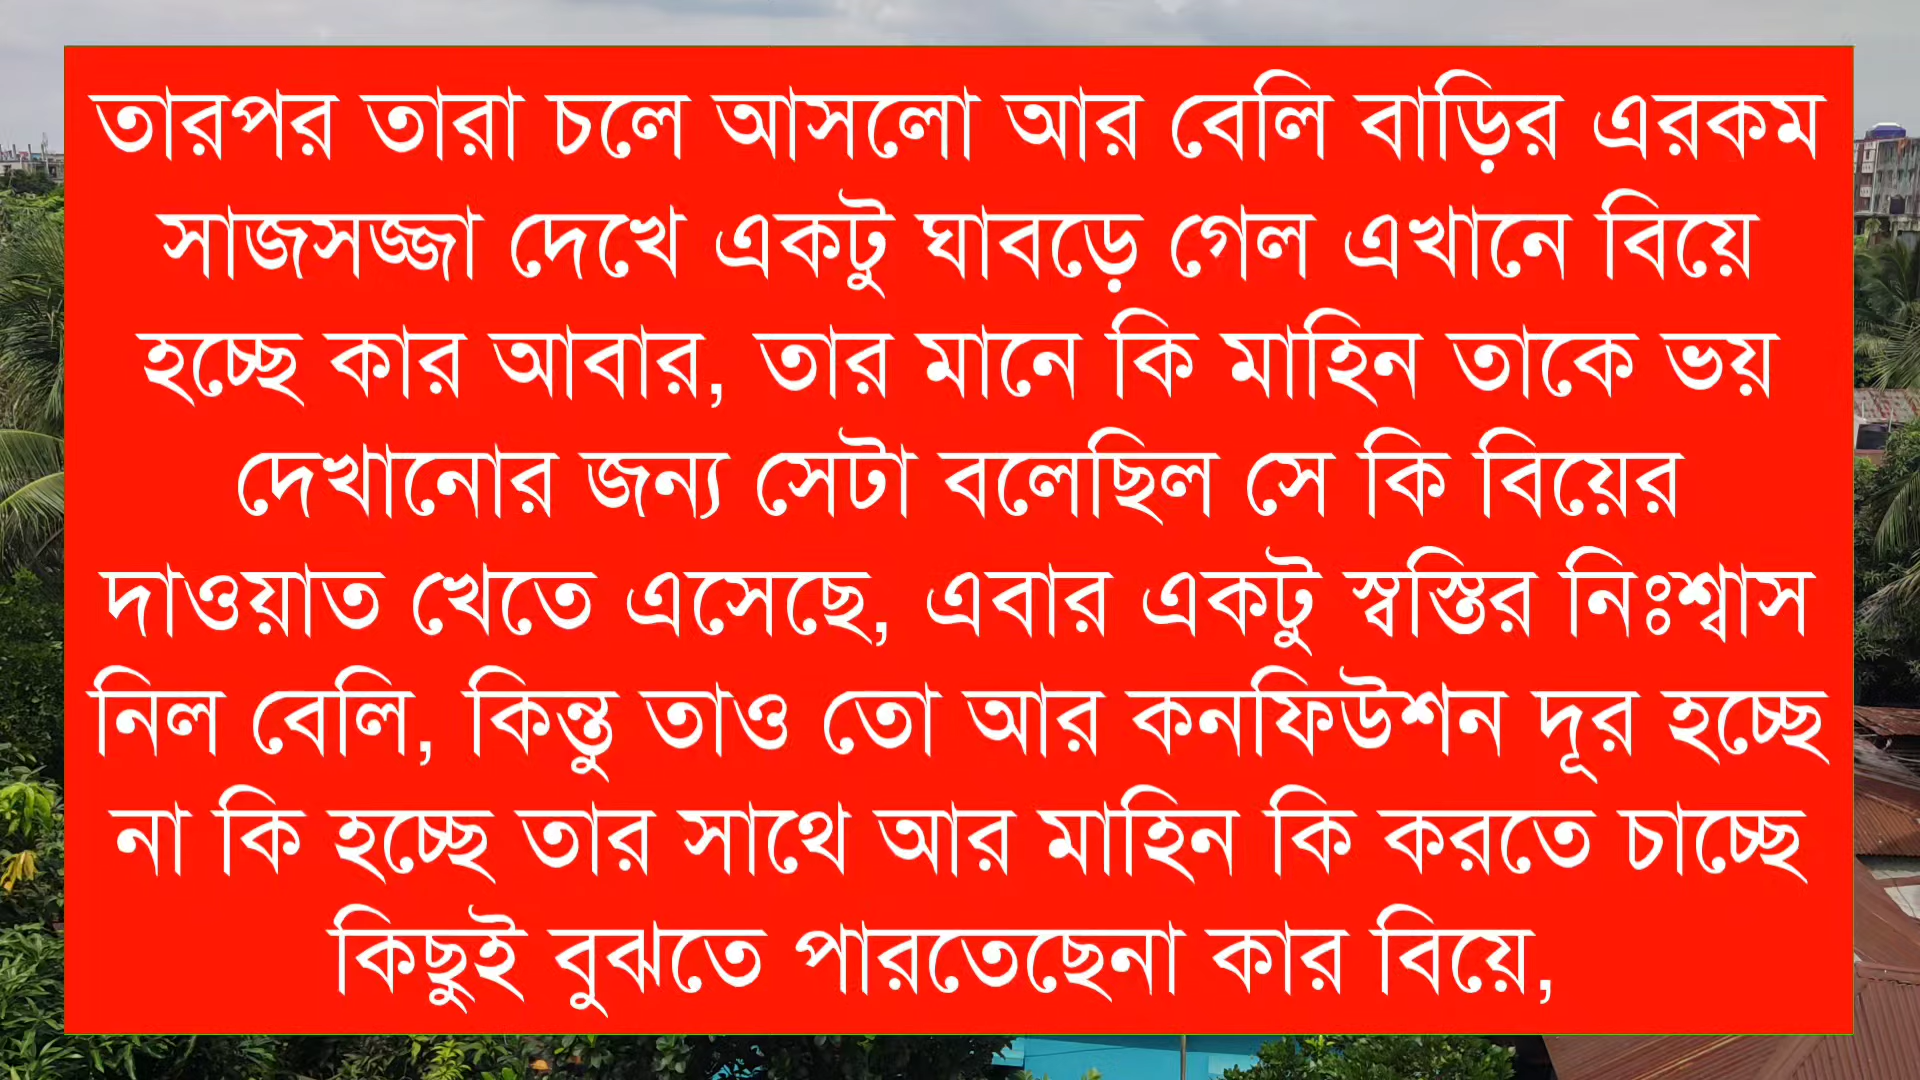 তারপর তারা চলে আসলো আর বেলি বাড়ির এরকম
সাজসজ্জা দেখে একটু ঘাবড়ে গেল এখানে বিয়ে
হচ্ছে কার আবার, তার মানে কি মাহিন তাকে ভয়
দেখানোর জন্য সেটা বলেছিল সে কি বিয়ের
দাওয়াত খেতে এসেছে, এবার একটু স্বস্তির নিঃশ্বাস
নিল বেলি, কিন্তু তাও তো আর কনফিউশন দূর হচ্ছে
না কি হচ্ছে তার সাথে আর মাহিন কি করতে চাচ্ছে
কিছুই বুঝতে পারতেছেনা কার বিয়ে,